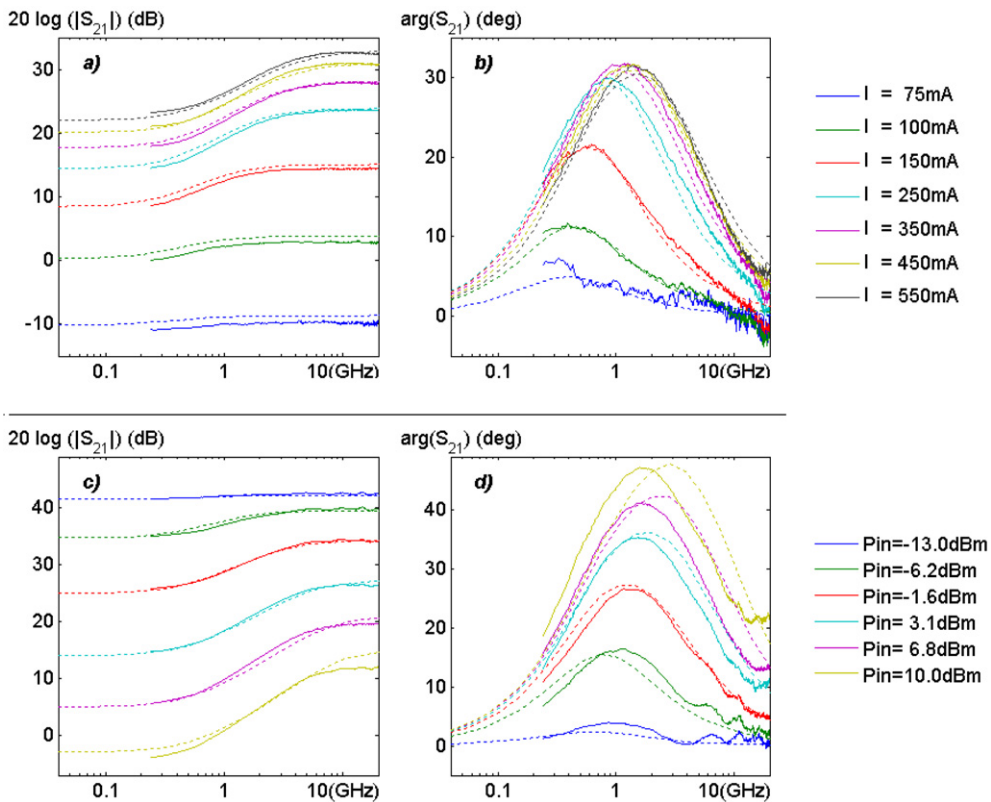 20 log (|S21|) (dB)
arg(S21) (deg)
a)
30
20
10
0
-10
0.1
1
10(GHz)
b)
30
20
10
0
0.1
1
10(GHz)
I = 75mA
I = 100mA
I = 150mA
I = 250mA
I = 350mA
I = 450mA
I = 550mA
20 log (|S21|) (dB)
arg(S21) (deg)
c)
40
30
20
10
0
0.1
1
10(GHz)
d)
40
30
20
10
0
0.1
1
10(GHz)
Pin=-13.0dBm
Pin=-6.2dBm
Pin=-1.6dBm
Pin= 3.1dBm
Pin= 6.8dBm
Pin=10.0dBm